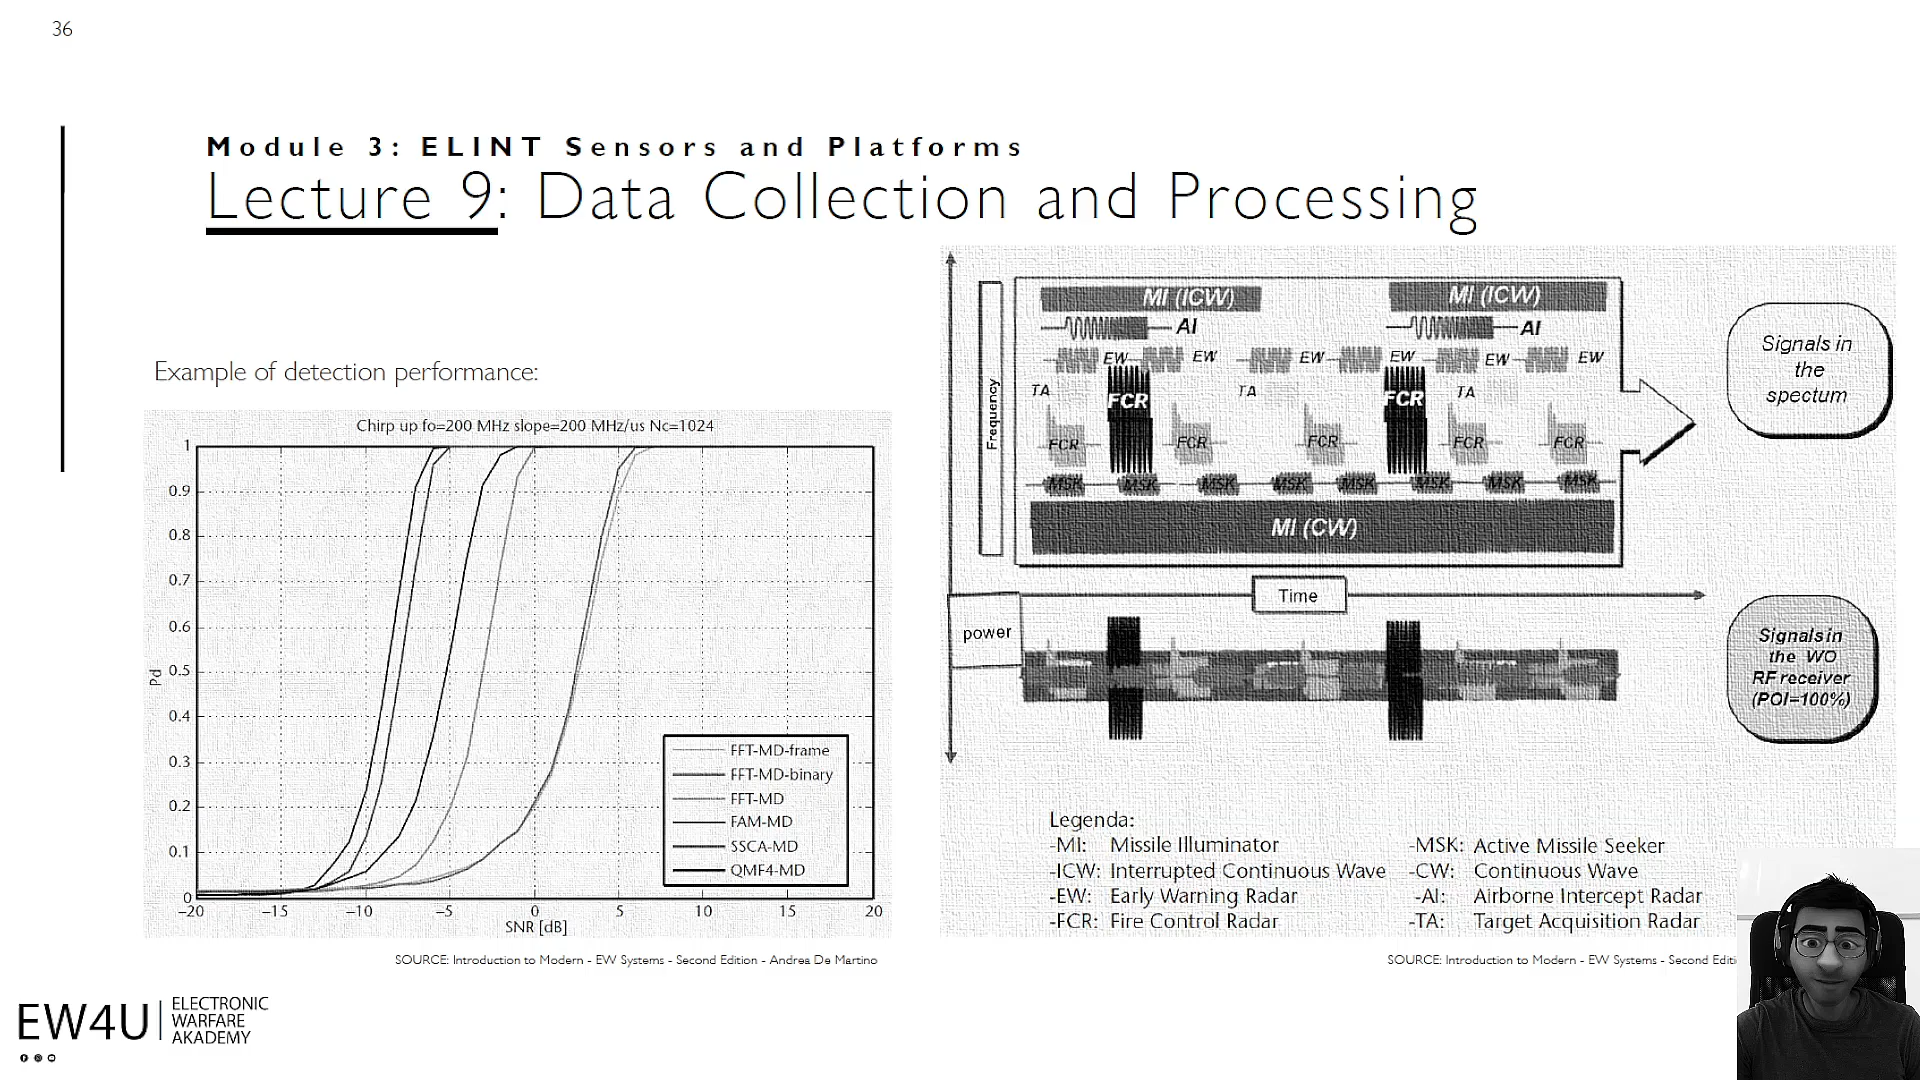 36
Module 3: ELINT Sensors and Platforms
Lecture 9: Data Collection and Processing
Example of detection performance:
Chirp up fo=200 MHz slope=200 MHz/us Nc=1024
1
0.9
0.8
0.7
0.6
0.5
0.4
0.3
0.2
0.1
0
Pd
–20 –15 –10 –5 0 5 10 15 20
SNR [dB]
FFT-MD-frame
FFT-MD-binary
FFT-MD
FAM-MD
SSCA-MD
QMF4-MD
SOURCE: Introduction to Modern - EW Systems - Second Edition - Andrea De Martino
Frequency
MI (ICW) MI (ICW)
AI AI
EW EW EW EW EW EW
TA TA TA
FCR FCR
FCR FCR FCR FCR FCR
MSK MSK MSK MSK MSK MSK MSK MSK
MI (CW)
Time
power
Signals in
the
spectum
Signals in
the WO
RF receiver
(POI=100%)
Legenda:
-MI: Missile Illuminator
-ICW: Interrupted Continuous Wave
-EW: Early Warning Radar
-FCR: Fire Control Radar
-MSK: Active Missile Seeker
-CW: Continuous Wave
-AI: Airborne Intercept Radar
-TA: Target Acquisition Radar
SOURCE: Introduction to Modern - EW Systems - Second Editi
EW4U
ELECTRONIC
WARFARE
AKADEMY